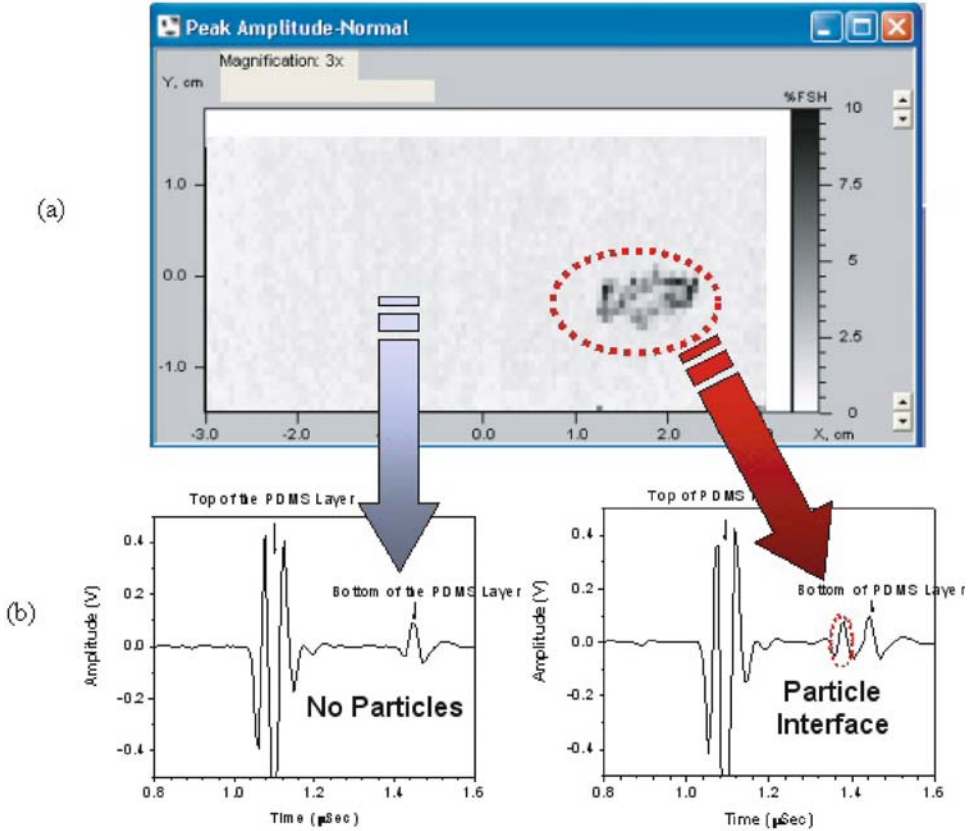 Peak Amplitude-Normal
Magnification: 3x
Y, cm
%FSH
10
(a)
1.0
7.5
0.0
5
2.5
-1.0
0
-3.0
-2.0
0.0
1.0
2.0
X, cm
Top of the PDMS Layer
Top of PDMS
0.4
0.4
0.2
Bottom of the PDMS Layer
0.2
Bottom of PDMS Layer
(b)
Amplitude (V)
0.0
Amplitude (V)
0.0
-0.2
No Particles
-0.2
Particle
Interface
-0.4
-0.4
0.8
1.0
1.2
1.4
1.6
0.8
1.0
1.2
1.4
1.6
Time (μSec)
Time (μSec)